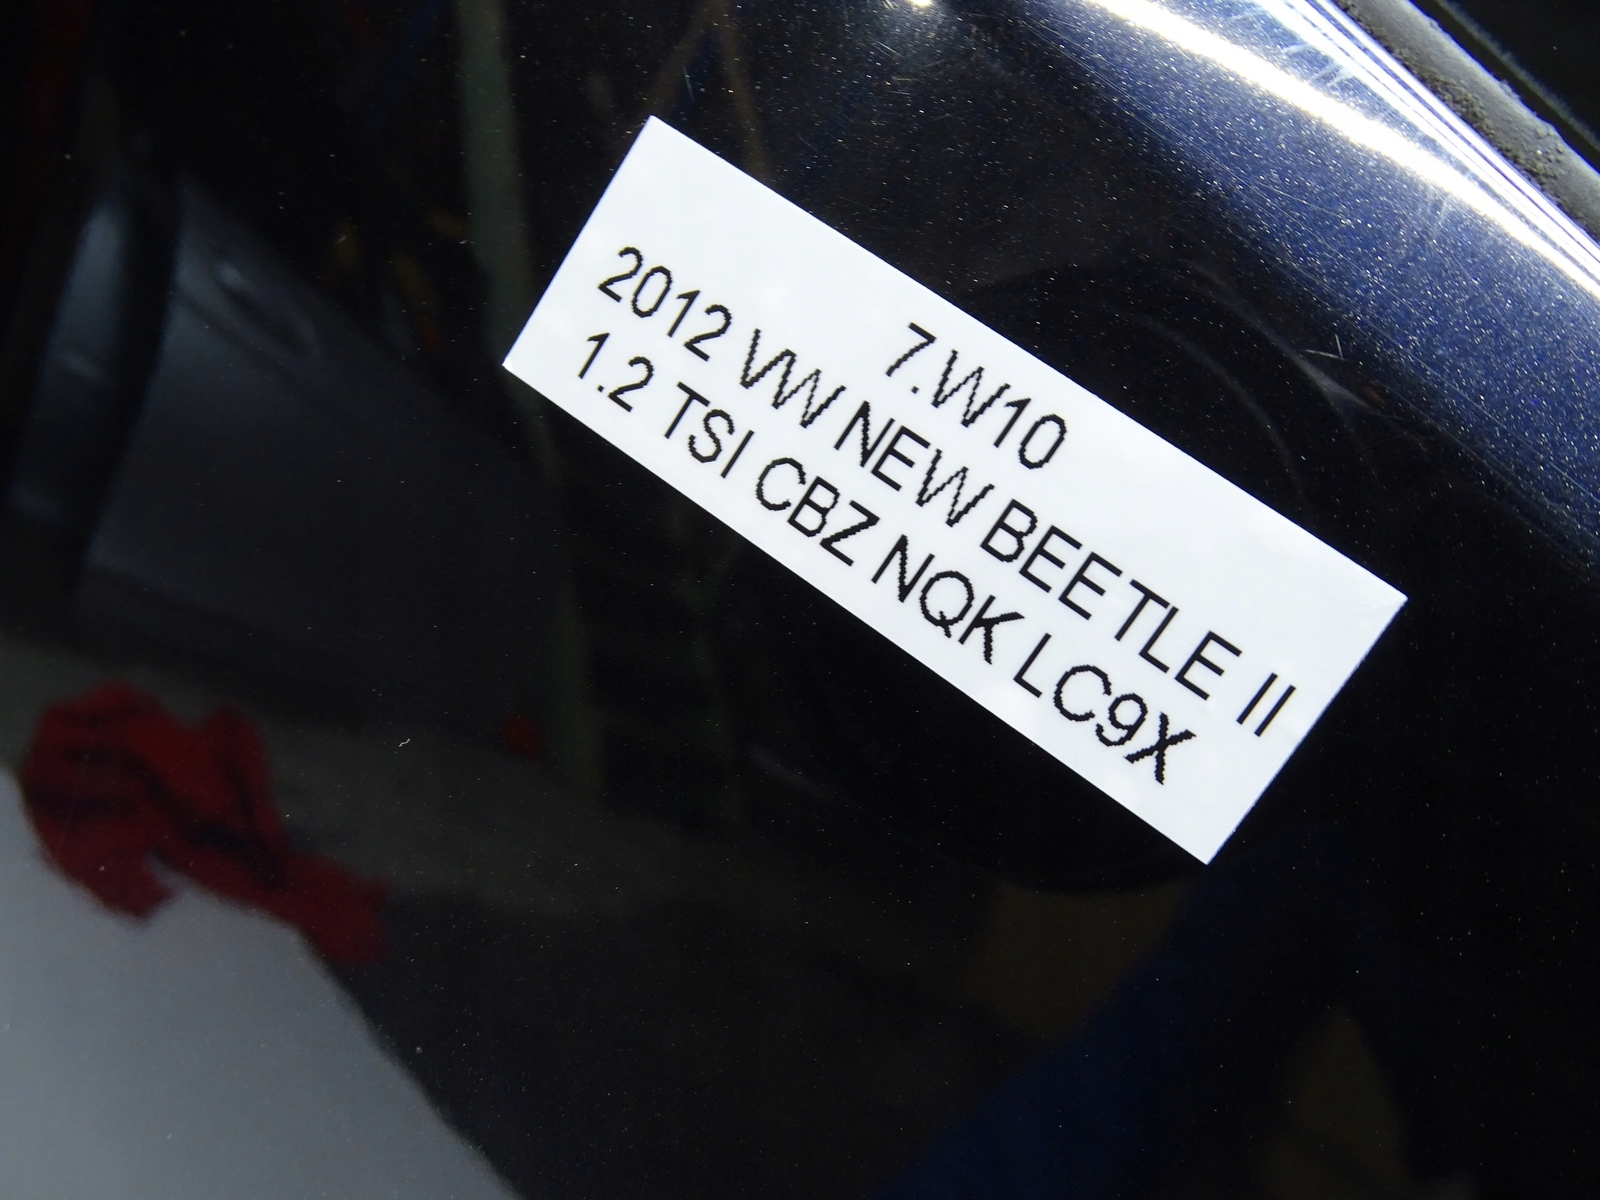 7.W10
2012 VW NEW BEETLE II
1.2 TSI CBZ NQK LC9X